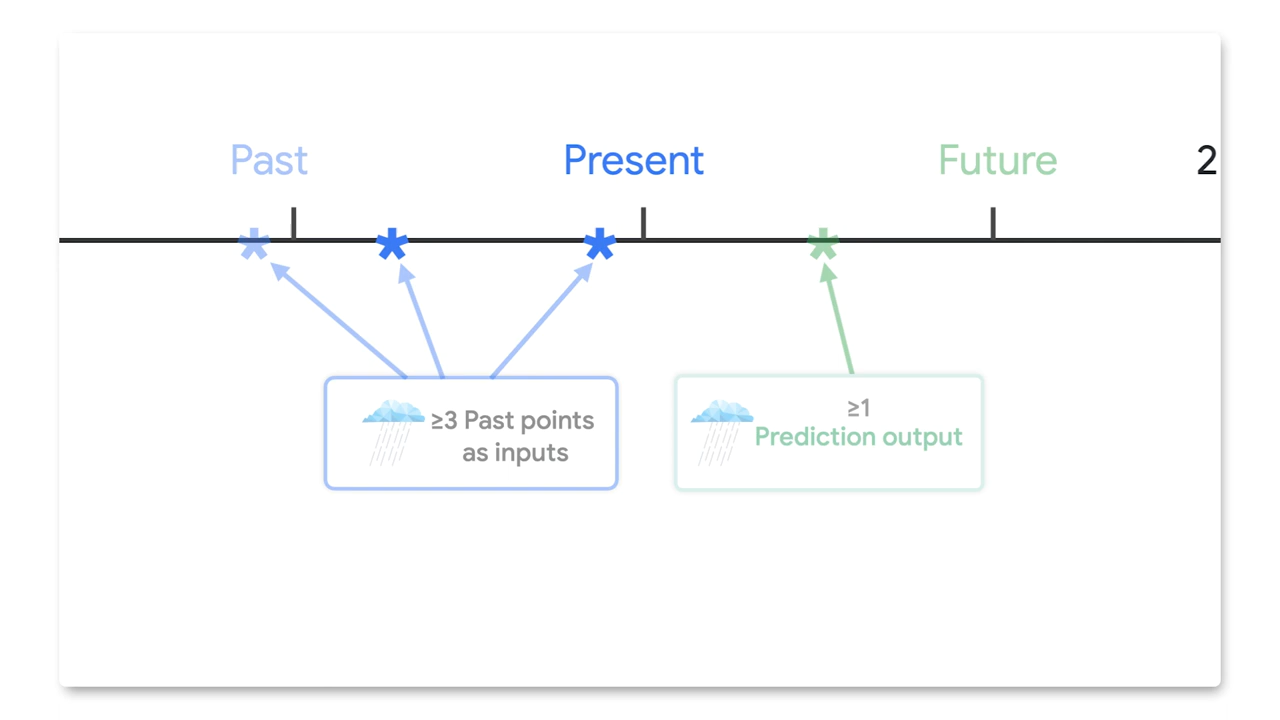 Past
Present
Future
2
≥3 Past points
as inputs
≥1
Prediction output